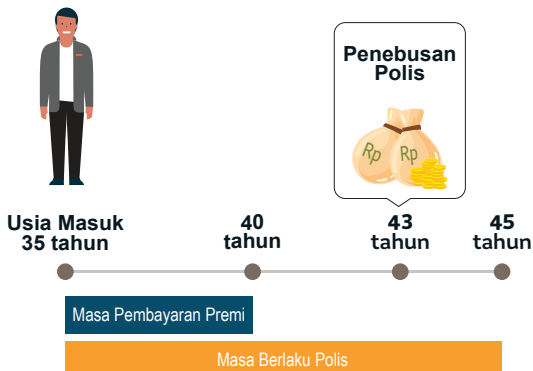 Penebusan
Polis
Rp
Rp
Usia Masuk
35 tahun
40
tahun
43
tahun
45
tahun
Masa Pembayaran Premi
Masa Berlaku Polis